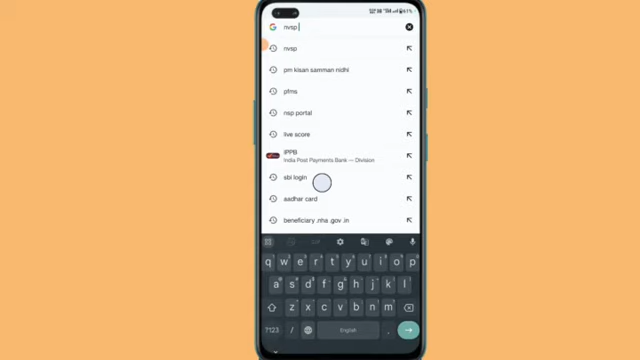 nvsp
nvsp
pm kisan samman nidhi
pfms
nsp portal
live score
IPPB
India Post Payments Bank — Division
sbi login
aadhar card
beneficiary .nha .gov .in
GIF
q w e r t y u i o p
a s d f g h j k l
z x c v b n m
?123 / English .